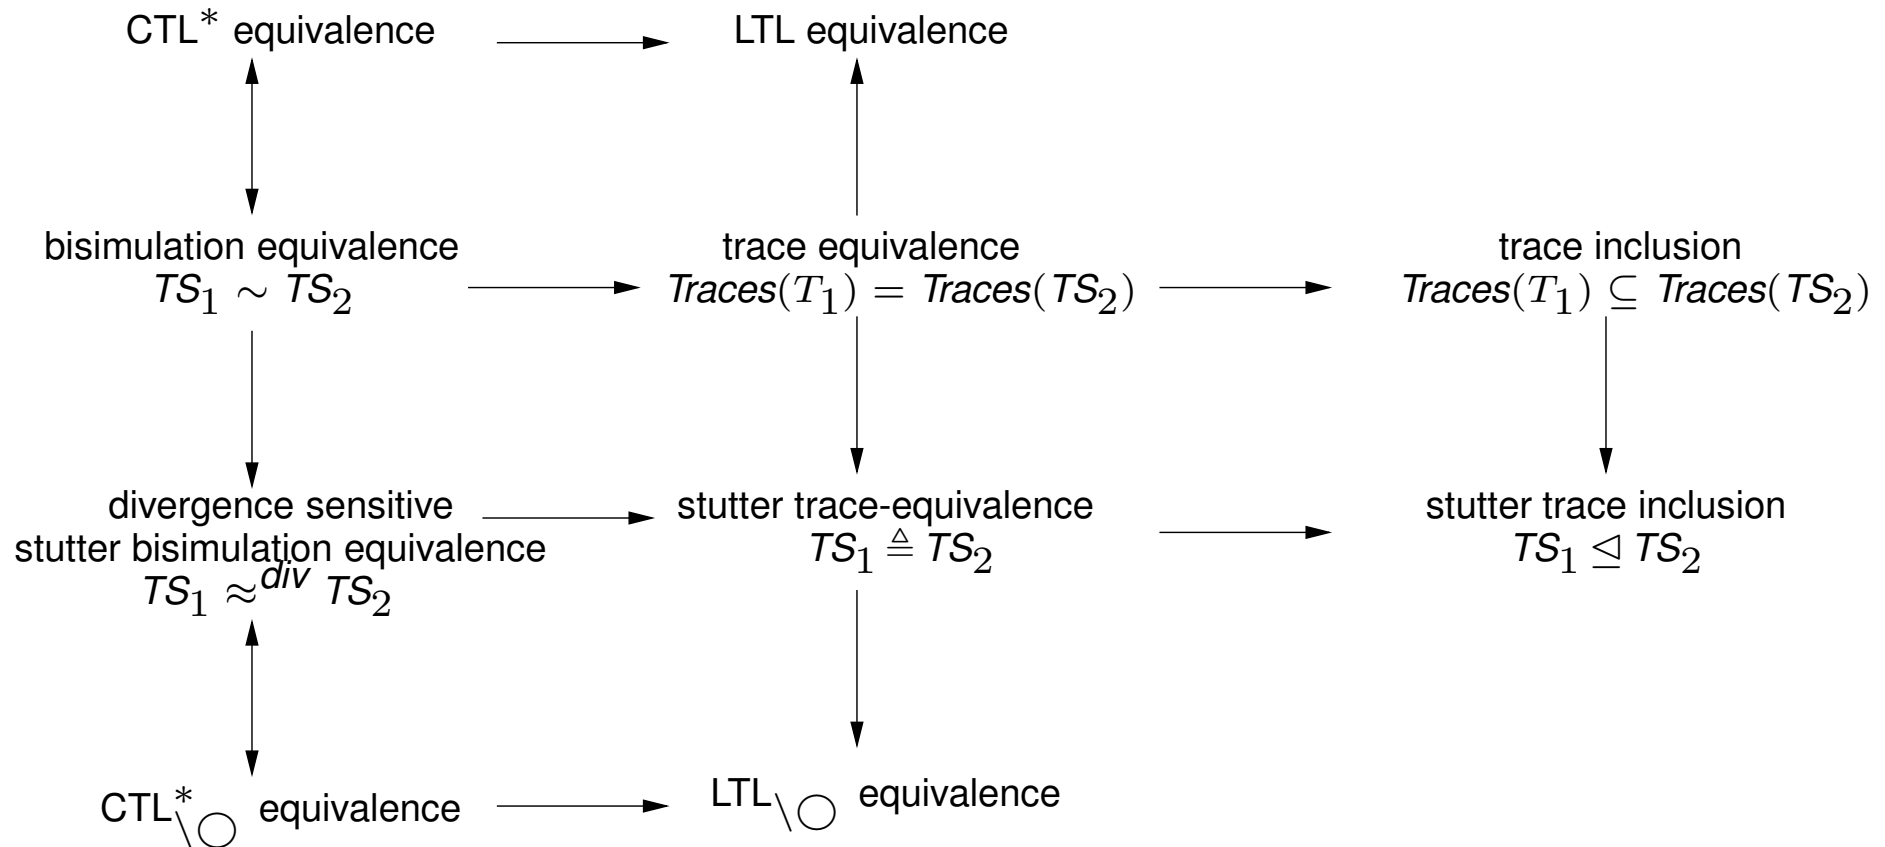 CTL* equivalence
LTL equivalence
bisimulation equivalence
TS₁ ∼ TS₂
trace equivalence
Traces(T₁) = Traces(TS₂)
trace inclusion
Traces(T₁) ⊆ Traces(TS₂)
divergence sensitive
stutter bisimulation equivalence
TS₁ ≈ᵈⁱᵛ TS₂
stutter trace-equivalence
TS₁ ≜ TS₂
stutter trace inclusion
TS₁ ⊴ TS₂
CTL*\◯ equivalence
LTL\◯ equivalence